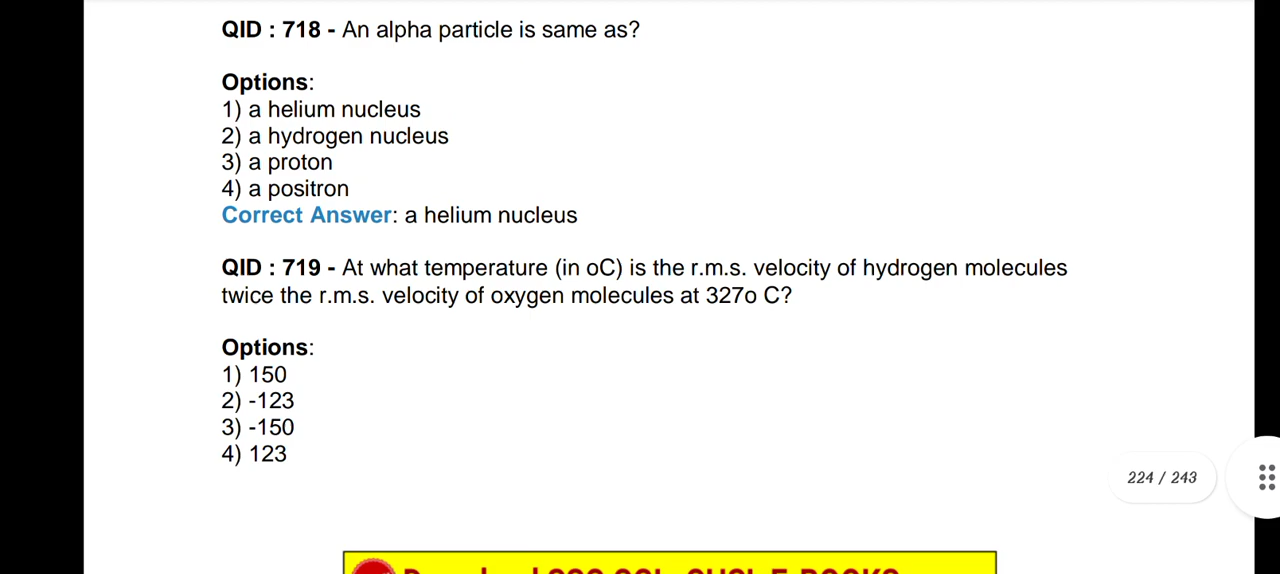 QID : 718 - An alpha particle is same as?
Options:
1) a helium nucleus
2) a hydrogen nucleus
3) a proton
4) a positron
Correct Answer: a helium nucleus
QID : 719 - At what temperature (in oC) is the r.m.s. velocity of hydrogen molecules
twice the r.m.s. velocity of oxygen molecules at 327o C?
Options:
1) 150
2) -123
3) -150
4) 123
224 / 243